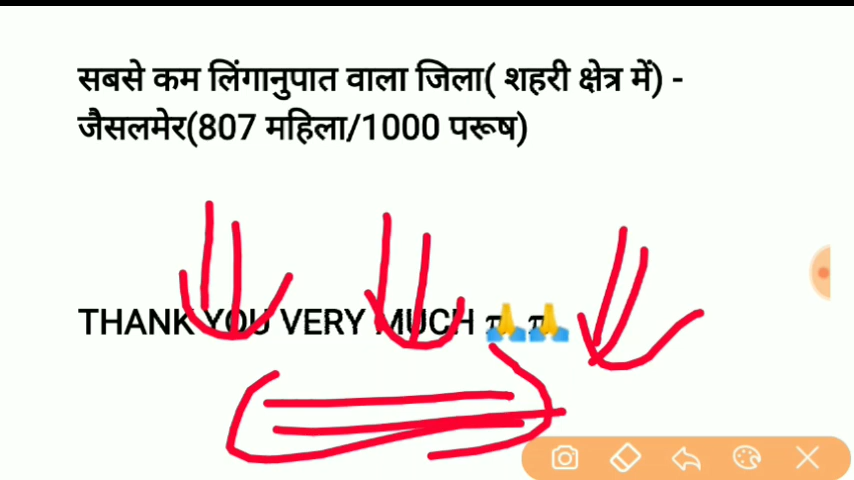 सबसे कम लिंगानुपात वाला जिला( शहरी क्षेत्र में) -
जैसलमेर(807 महिला/1000 परूष)
THANK YOU VERY MUCH 🙏🙏